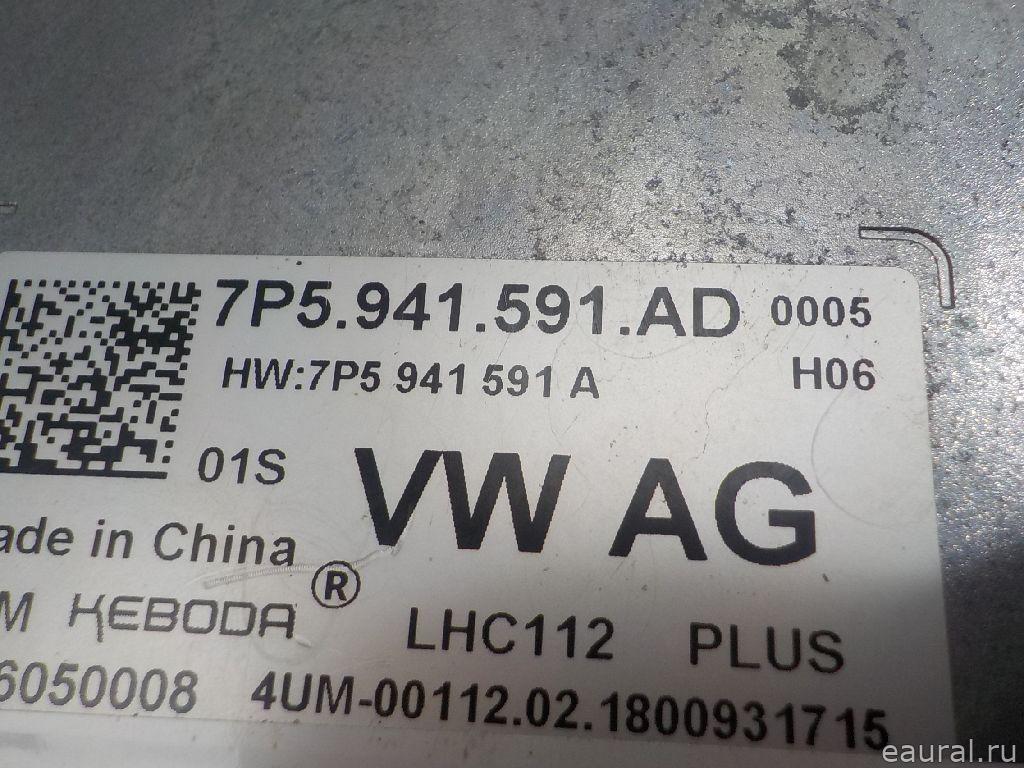 7P5.941.591.AD 0005
HW:7P5 941 591 A H06
01S VW AG
ade in China
M KEBODA® LHC112 PLUS
6050008 4UM-00112.02.1800931715
eaural.ru